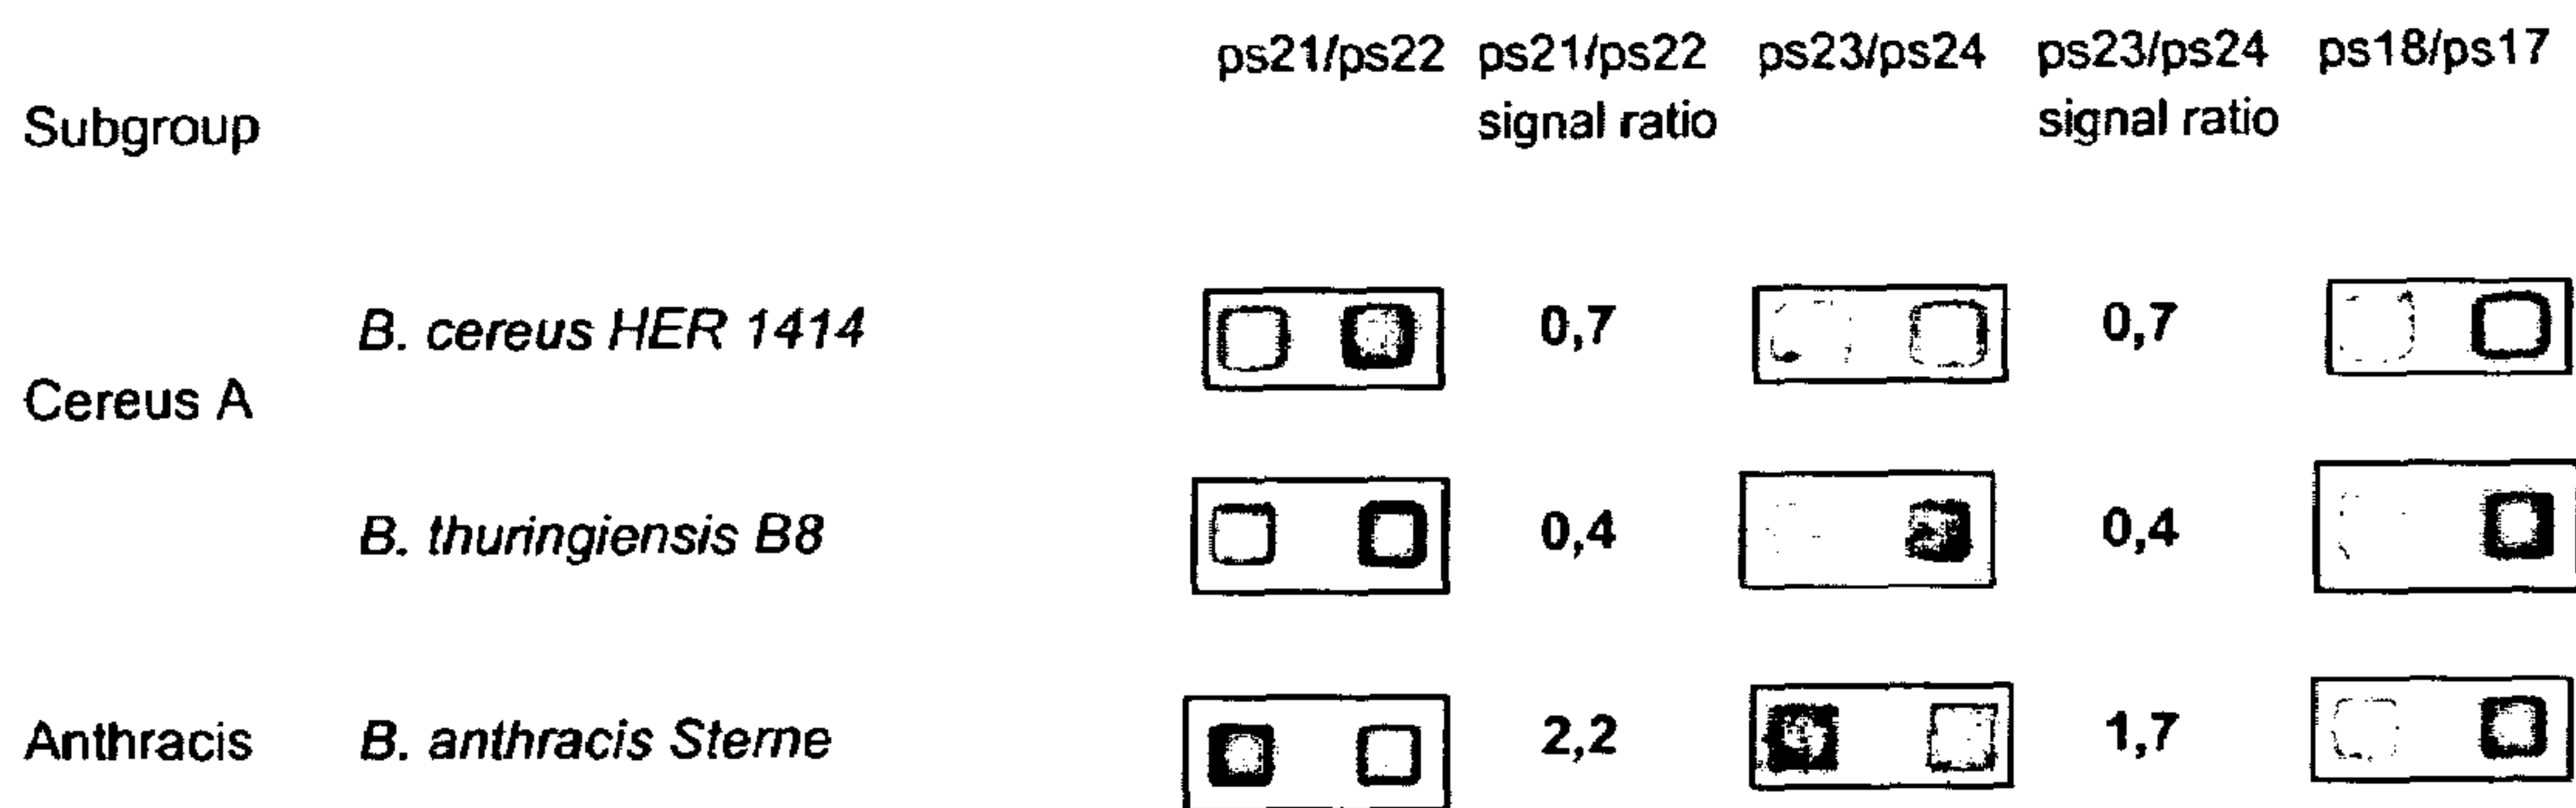 ps21/ps22 ps21/ps22 ps23/ps24 ps23/ps24 ps18/ps17
signal ratio signal ratio
Subgroup
B. cereus HER 1414 0,7 0,7
Cereus A
B. thuringiensis B8 0,4 0,4
Anthracis B. anthracis Sterne 2,2 1,7